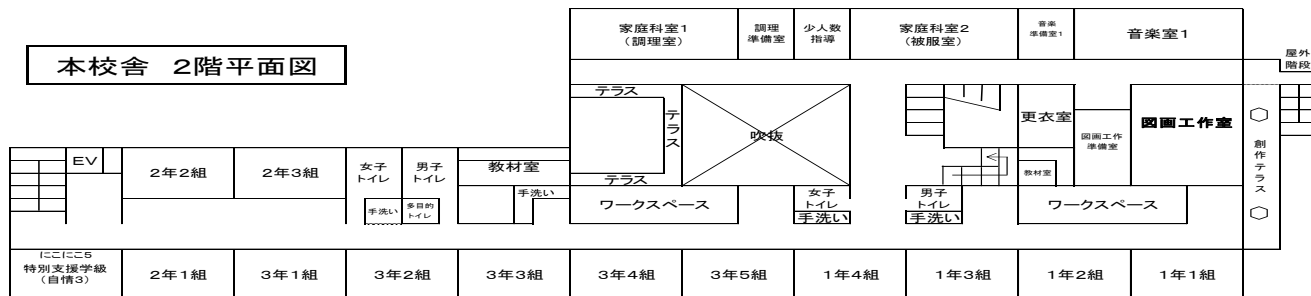 本校舎 2階平面図
家庭科室1
(調理室)
調理
準備室
少人数
指導
家庭科室2
(被服室)
音楽
準備室1
音楽室1
屋外
階段
テラス
テラス
テラス
吹抜
更衣室
図画工作
準備室
図画工作室
創作テラス
EV
2年2組
2年3組
女子
トイレ
男子
トイレ
教材室
手洗い
手洗い
多目的
トイレ
ワークスペース
女子
トイレ
手洗い
男子
トイレ
手洗い
教材室
ワークスペース
にこにこ5
特別支援学級
(自情3)
2年1組
3年1組
3年2組
3年3組
3年4組
3年5組
1年4組
1年3組
1年2組
1年1組